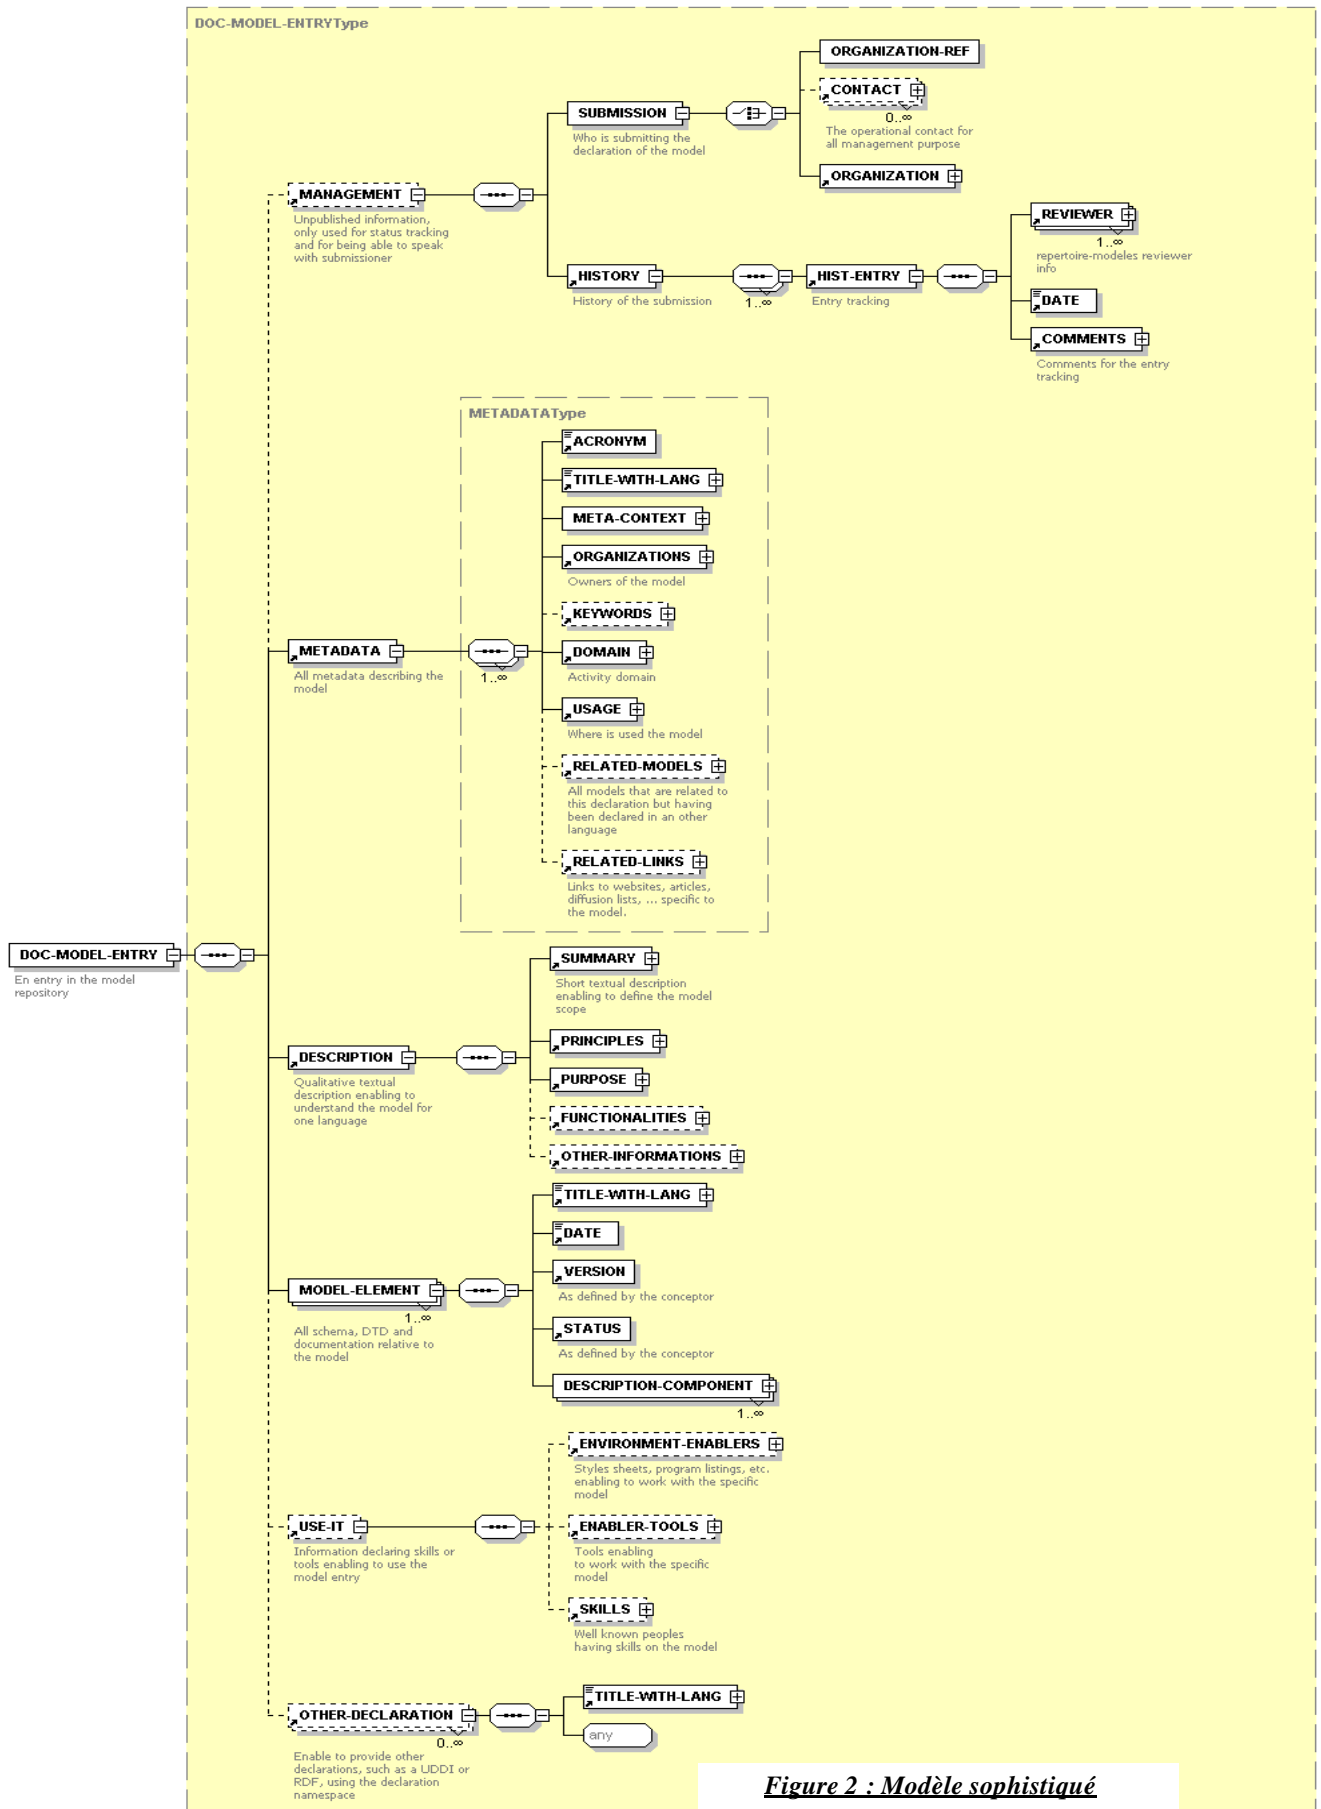 DOC-MODEL-ENTRYType
ORGANIZATION-REF
CONTACT
0..∞
The operational contact for
all management purpose
SUBMISSION
Who is submitting the
declaration of the model
ORGANIZATION
MANAGEMENT
Unpublished information,
only used for status tracking
and for being able to speak
with submissioner
REVIEWER
1..∞
repertoire-modeles reviewer
info
HISTORY
History of the submission
1..∞
HIST-ENTRY
Entry tracking
DATE
COMMENTS
Comments for the entry
tracking
METADATAType
ACRONYM
TITLE-WITH-LANG
META-CONTEXT
ORGANIZATIONS
Owners of the model
KEYWORDS
METADATA
All metadata describing the
model
1..∞
DOMAIN
Activity domain
USAGE
Where is used the model
RELATED-MODELS
All models that are related to
this declaration but having
been declared in an other
language
RELATED-LINKS
Links to websites, articles,
diffusion lists, ... specific to
the model.
DOC-MODEL-ENTRY
En entry in the model
repository
SUMMARY
Short textual description
enabling to define the model
scope
PRINCIPLES
DESCRIPTION
Qualitative textual
description enabling to
understand the model for
one language
PURPOSE
FUNCTIONALITIES
OTHER-INFORMATIONS
TITLE-WITH-LANG
DATE
VERSION
As defined by the conceptor
MODEL-ELEMENT
1..∞
All schema, DTD and
documentation relative to
the model
STATUS
As defined by the conceptor
DESCRIPTION-COMPONENT
1..∞
ENVIRONMENT-ENABLERS
Styles sheets, program listings, etc.
enabling to work with the specific
model
USE-IT
Information declaring skills or
tools enabling to use the
model entry
ENABLER-TOOLS
Tools enabling
to work with the specific
model
SKILLS
Well known peoples
having skills on the model
TITLE-WITH-LANG
OTHER-DECLARATION
0..∞
Enable to provide other
declarations, such as a UDDI or
RDF, using the declaration
namespace
any
Figure 2 : Modèle sophistiqué